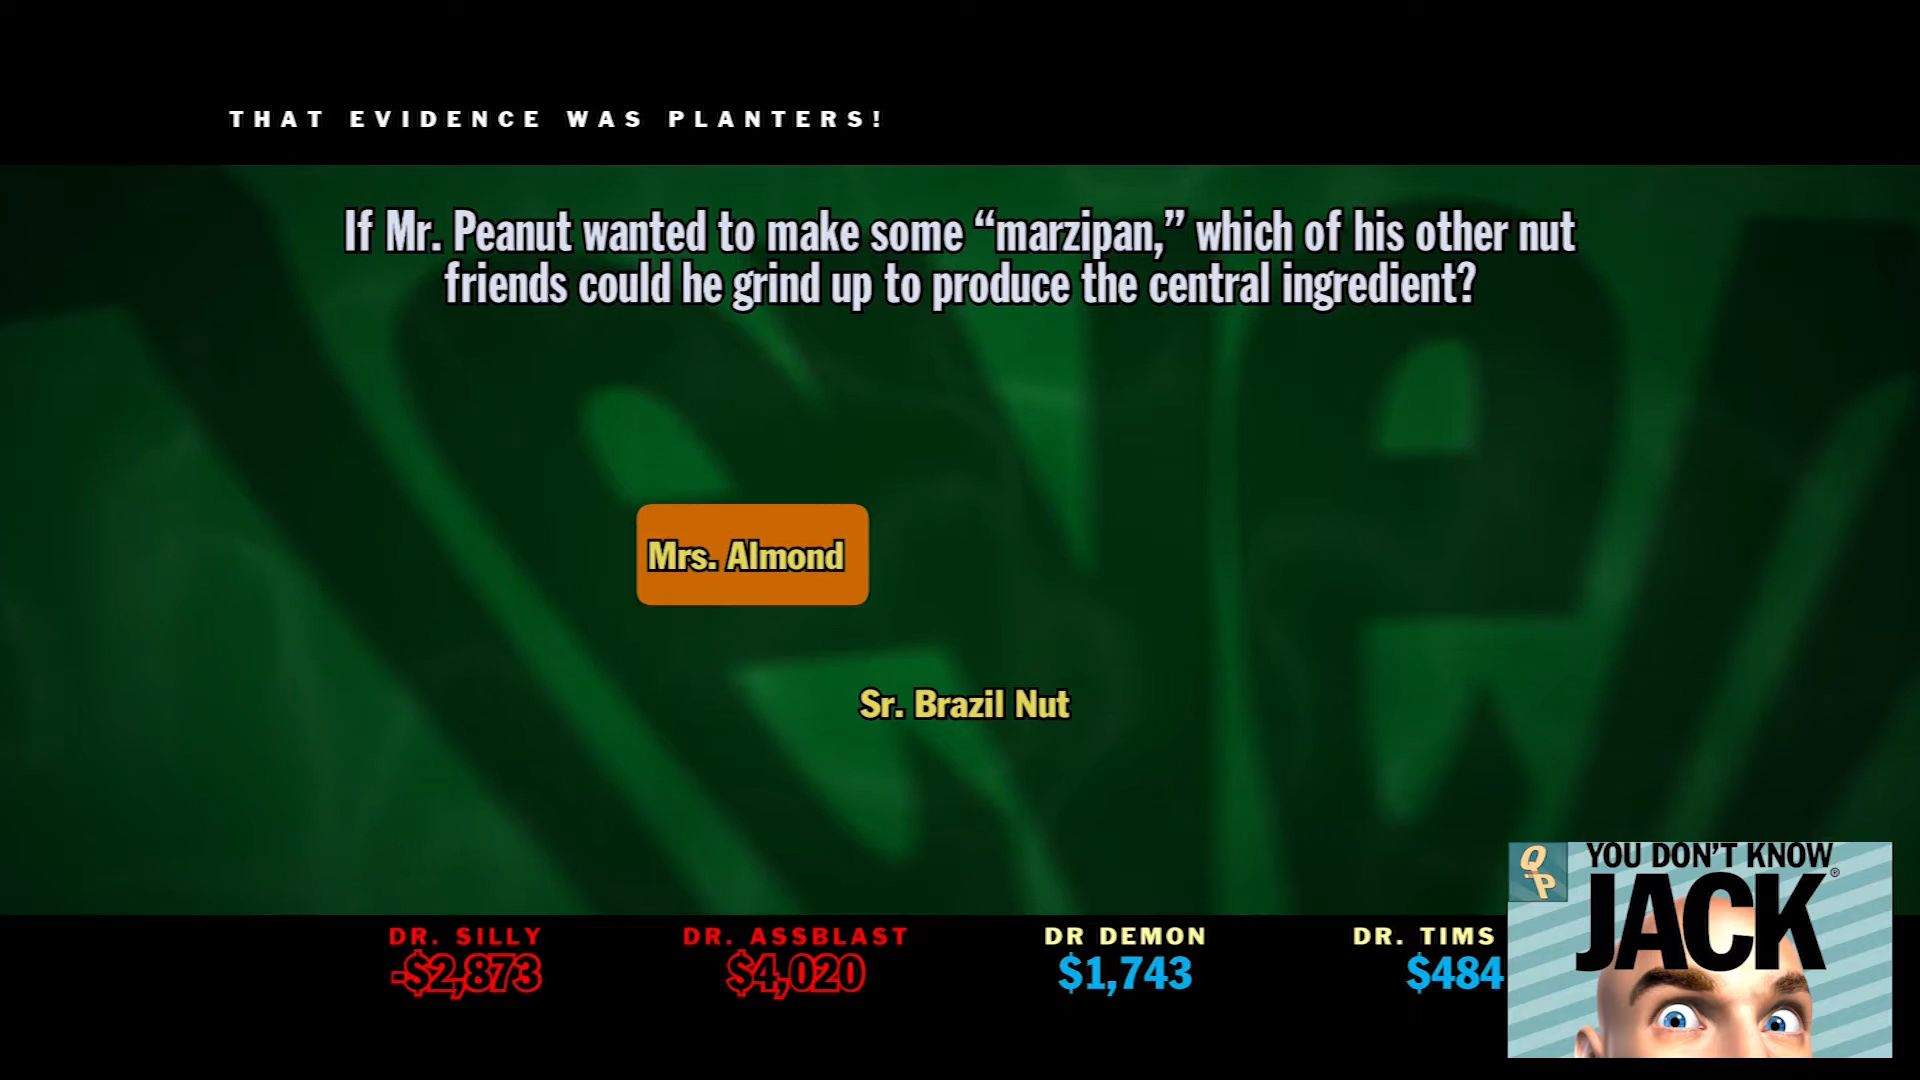 THAT EVIDENCE WAS PLANTERS!
If Mr. Peanut wanted to make some “marzipan,” which of his other nut
friends could he grind up to produce the central ingredient?
Mrs. Almond
Sr. Brazil Nut
DR. SILLY
-$2,873
DR. ASSBLAST
$4,020
DR DEMON
$1,743
DR. TIMS
$484
QP
YOU DON'T KNOW
JACK®